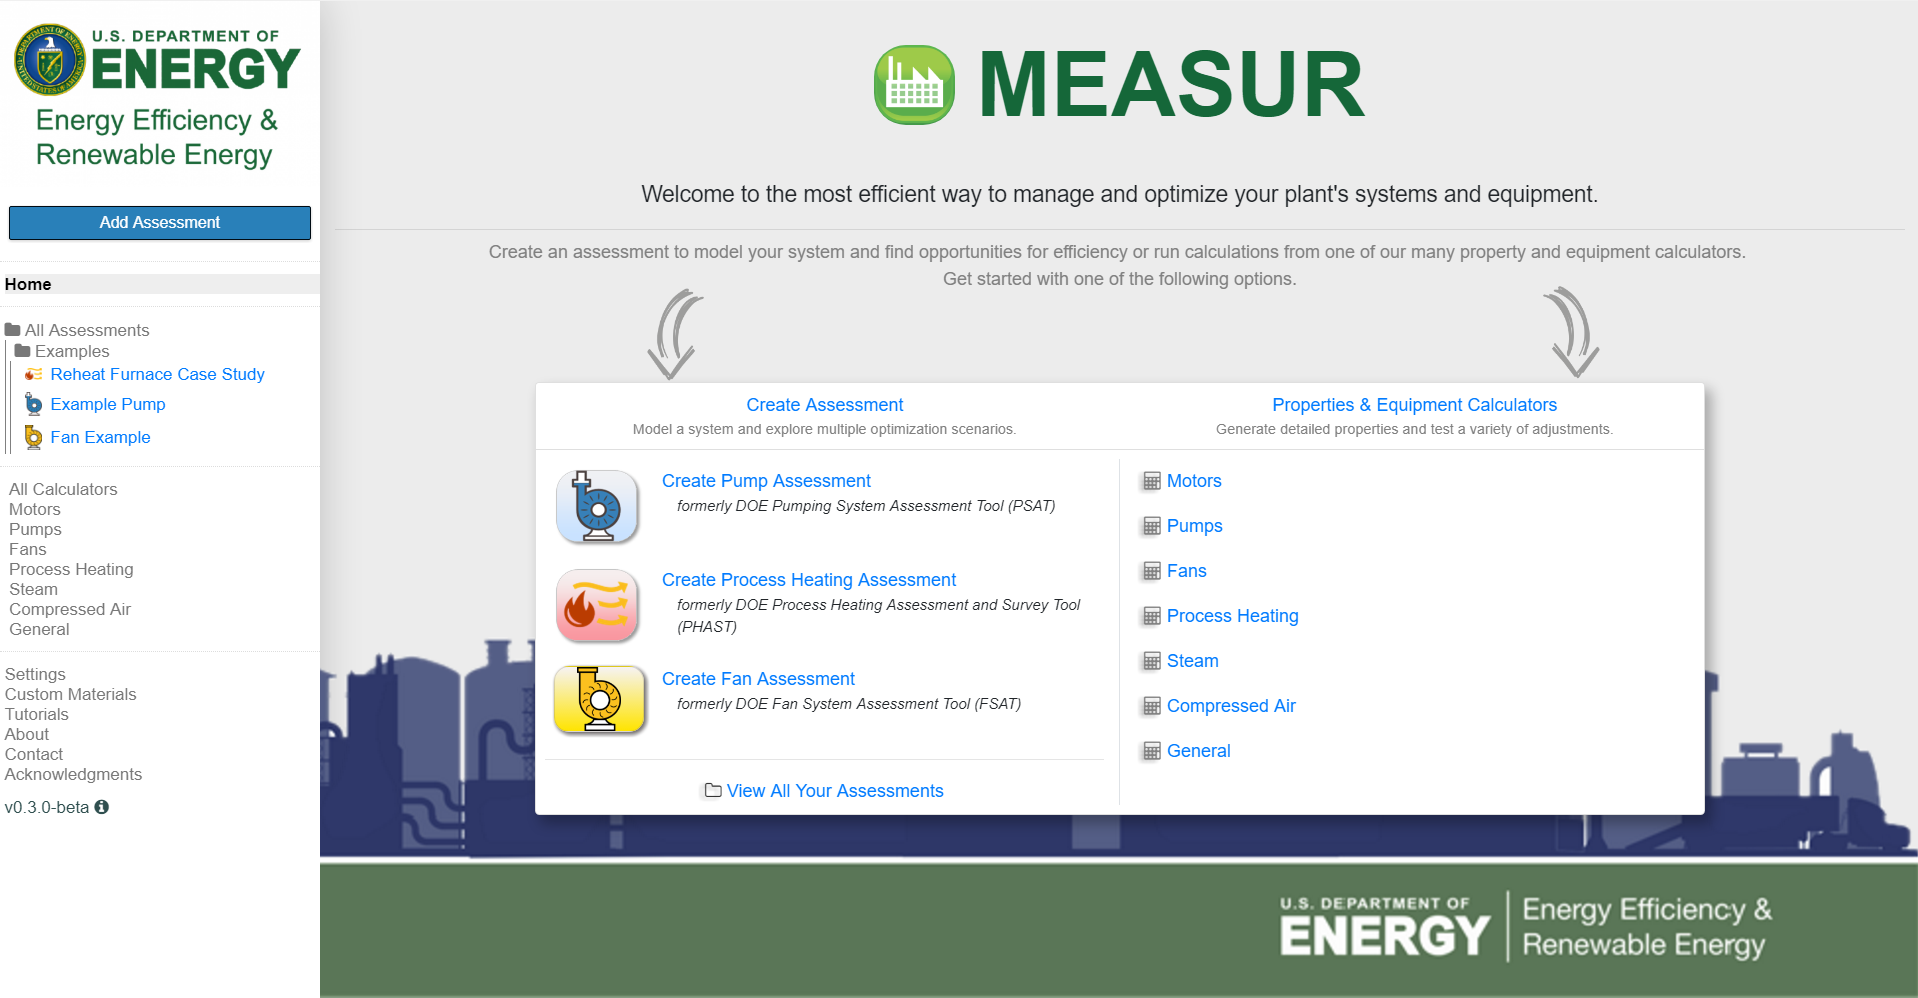 U.S. DEPARTMENT OF
ENERGY
Energy Efficiency &
Renewable Energy
Add Assessment
Home
All Assessments
Examples
Reheat Furnace Case Study
Example Pump
Fan Example
All Calculators
Motors
Pumps
Fans
Process Heating
Steam
Compressed Air
General
Settings
Custom Materials
Tutorials
About
Contact
Acknowledgments
v0.3.0-beta
MEASUR
Welcome to the most efficient way to manage and optimize your plant's systems and equipment.
Create an assessment to model your system and find opportunities for efficiency or run calculations from one of our many property and equipment calculators.
Get started with one of the following options.
Create Assessment
Model a system and explore multiple optimization scenarios.
Create Pump Assessment
formerly DOE Pumping System Assessment Tool (PSAT)
Create Process Heating Assessment
formerly DOE Process Heating Assessment and Survey Tool
(PHAST)
Create Fan Assessment
formerly DOE Fan System Assessment Tool (FSAT)
View All Your Assessments
Properties & Equipment Calculators
Generate detailed properties and test a variety of adjustments.
Motors
Pumps
Fans
Process Heating
Steam
Compressed Air
General
U.S. DEPARTMENT OF
ENERGY
Energy Efficiency &
Renewable Energy